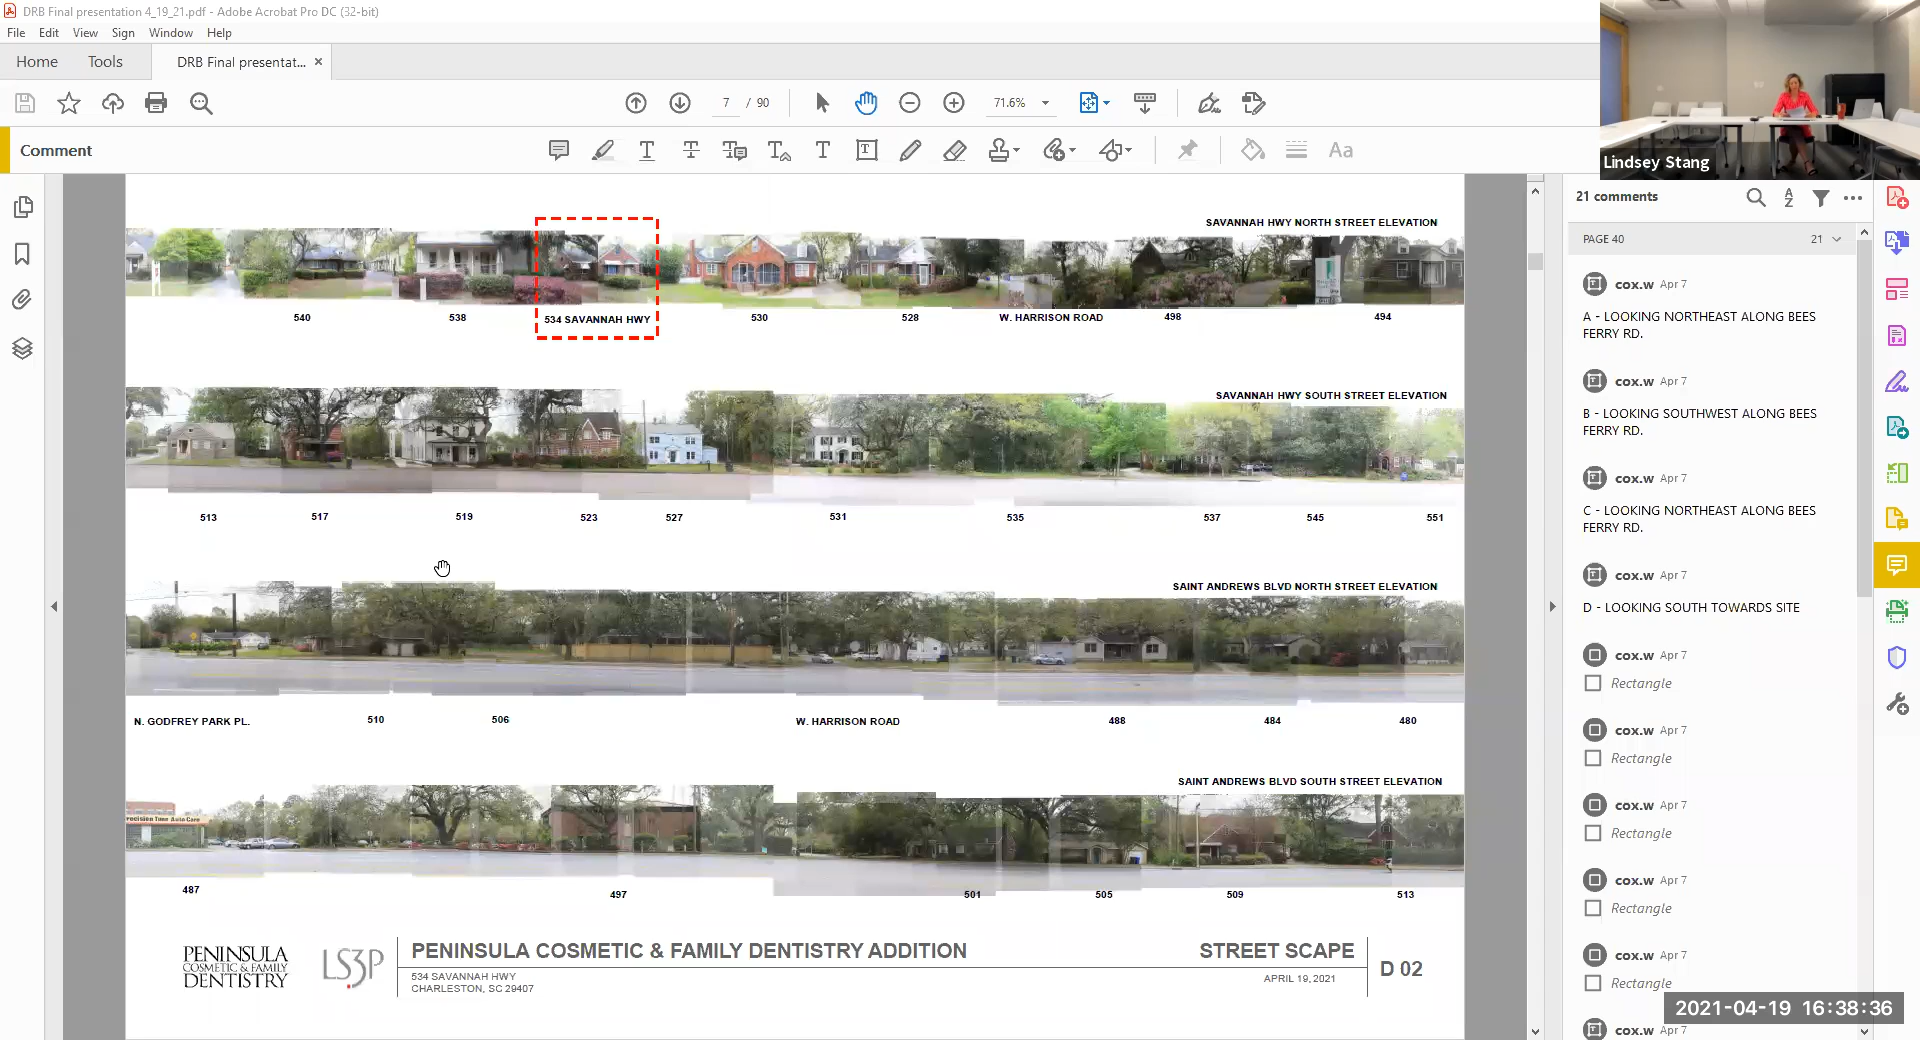 DRB Final presentation 4_19_21.pdf - Adobe Acrobat Pro DC (32-bit)
File Edit View Sign Window Help
Home Tools DRB Final presentat... ×
7 / 90 71.6%
Comment
Aa
Lindsey Stang
SAVANNAH HWY NORTH STREET ELEVATION
540 538 534 SAVANNAH HWY 530 528 W. HARRISON ROAD 498 494
SAVANNAH HWY SOUTH STREET ELEVATION
513 517 519 523 527 531 535 537 545 551
SAINT ANDREWS BLVD NORTH STREET ELEVATION
N. GODFREY PARK PL. 510 506 W. HARRISON ROAD 488 484 480
SAINT ANDREWS BLVD SOUTH STREET ELEVATION
Tune Auto Care
487 497 501 505 509 513
PENINSULA
COSMETIC & FAMILY
DENTISTRY
LS3P
PENINSULA COSMETIC & FAMILY DENTISTRY ADDITION
534 SAVANNAH HWY
CHARLESTON, SC 29407
STREET SCAPE
APRIL 19, 2021
D 02
21 comments
PAGE 40 21
cox.w Apr 7
A - LOOKING NORTHEAST ALONG BEES
FERRY RD.
cox.w Apr 7
B - LOOKING SOUTHWEST ALONG BEES
FERRY RD.
cox.w Apr 7
C - LOOKING NORTHEAST ALONG BEES
FERRY RD.
cox.w Apr 7
D - LOOKING SOUTH TOWARDS SITE
cox.w Apr 7
Rectangle
cox.w Apr 7
Rectangle
cox.w Apr 7
Rectangle
cox.w Apr 7
Rectangle
cox.w Apr 7
Rectangle
cox.w Apr 7
2021-04-19 16:38:36